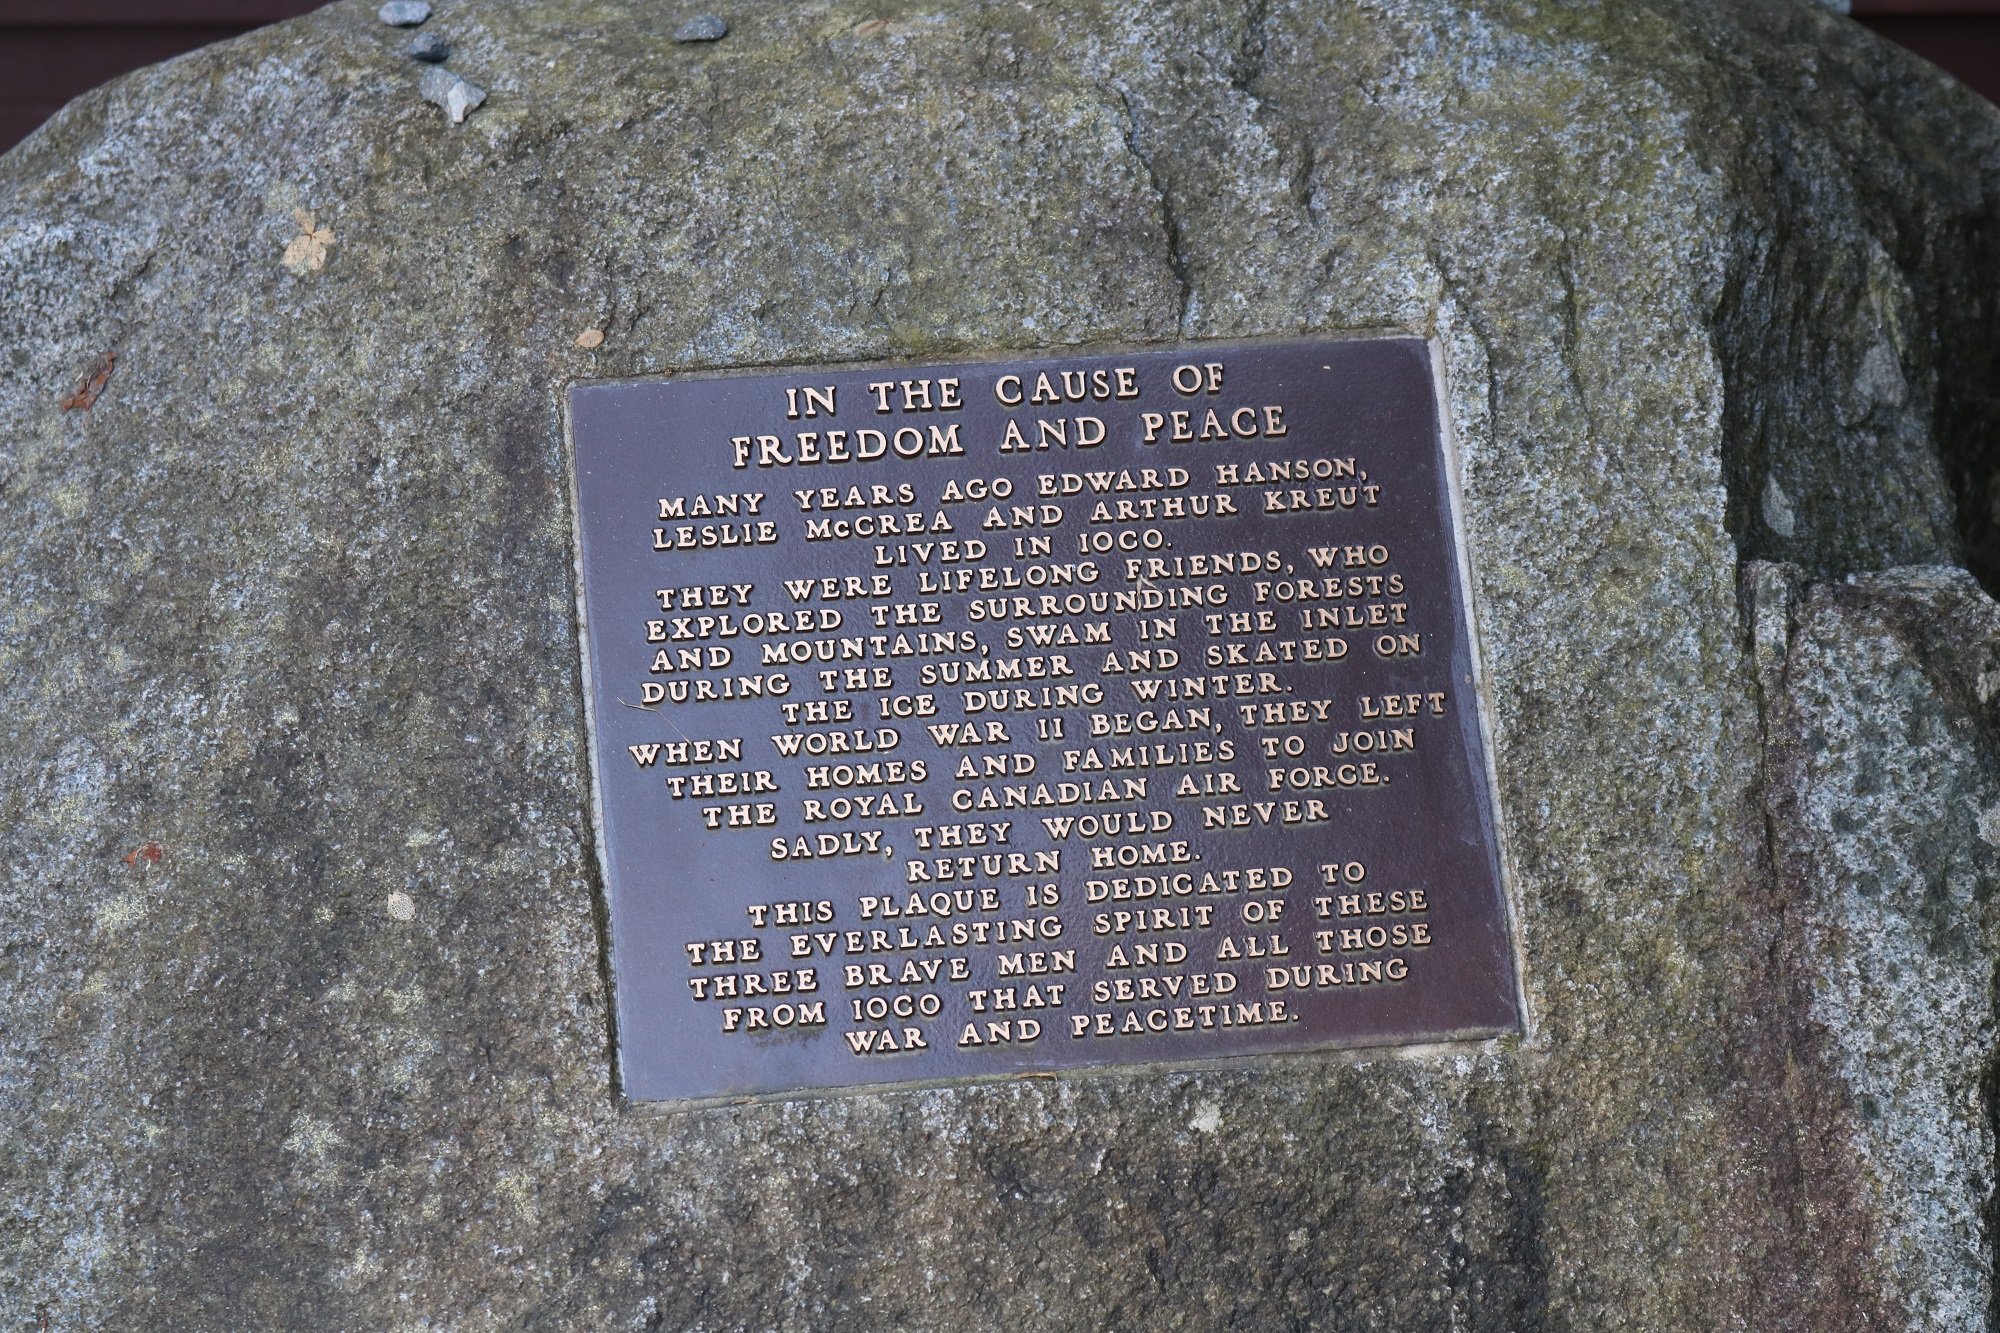 IN THE CAUSE OF
FREEDOM AND PEACE
MANY YEARS AGO EDWARD HANSON,
LESLIE McCREA AND ARTHUR KREUT
LIVED IN IOCO.
THEY WERE LIFELONG FRIENDS, WHO
EXPLORED THE SURROUNDING FORESTS
AND MOUNTAINS, SWAM IN THE INLET
DURING THE SUMMER AND SKATED ON
THE ICE DURING WINTER.
WHEN WORLD WAR II BEGAN, THEY LEFT
THEIR HOMES AND FAMILIES TO JOIN
THE ROYAL CANADIAN AIR FORCE.
SADLY, THEY WOULD NEVER
RETURN HOME.
THIS PLAQUE IS DEDICATED TO
THE EVERLASTING SPIRIT OF THESE
THREE BRAVE MEN AND ALL THOSE
FROM IOCO THAT SERVED DURING
WAR AND PEACETIME.